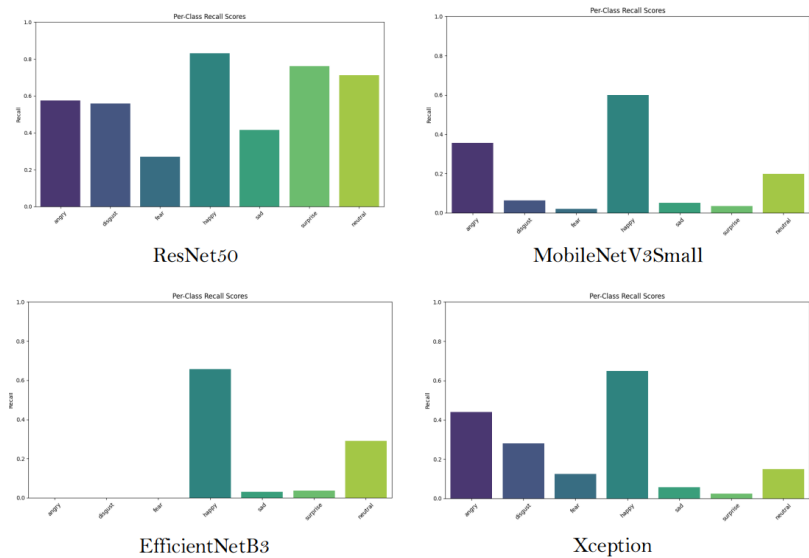 Per-Class Recall Scores
Recall
1.0
0.8
0.6
0.4
0.2
0.0
angry disgust fear happy sad surprise neutral
ResNet50
Per-Class Recall Scores
Recall
1.0
0.8
0.6
0.4
0.2
0.0
angry disgust fear happy sad surprise neutral
MobileNetV3Small
Per-Class Recall Scores
Recall
1.0
0.8
0.6
0.4
0.2
0.0
angry disgust fear happy sad surprise neutral
EfficientNetB3
Per-Class Recall Scores
Recall
1.0
0.8
0.6
0.4
0.2
0.0
angry disgust fear happy sad surprise neutral
Xception